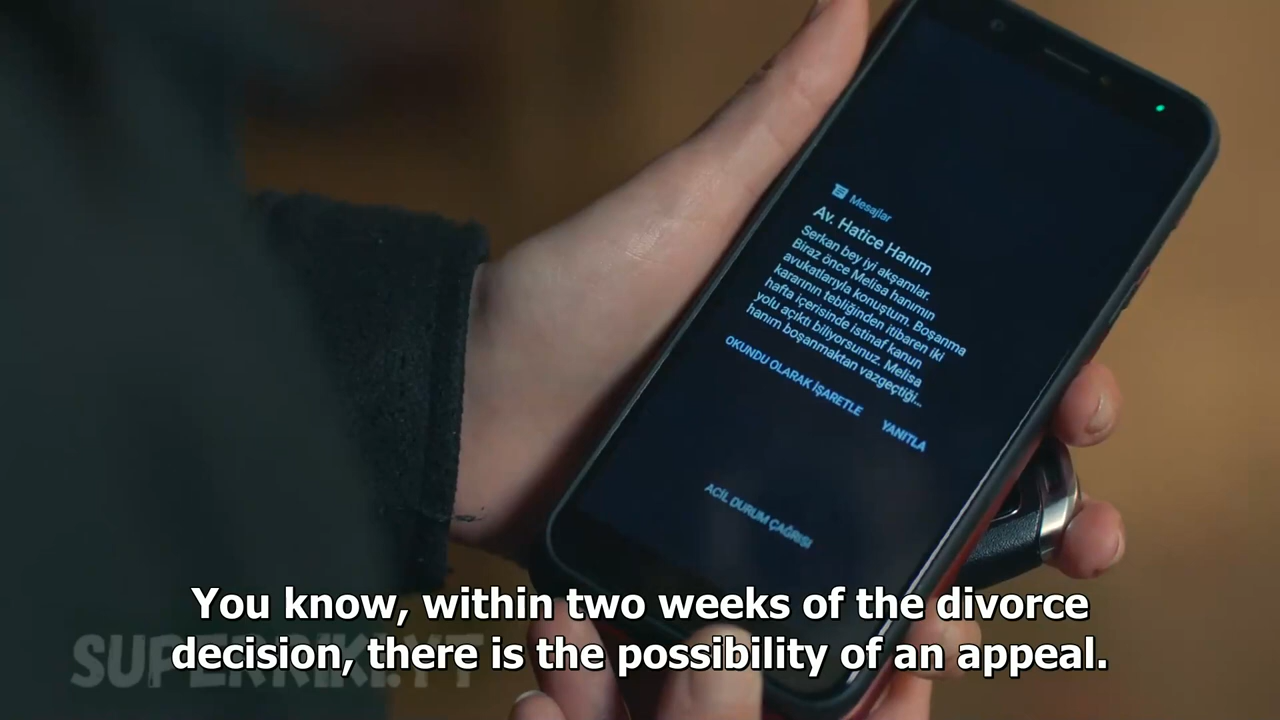 Mesajlar
Av. Hatice Hanım
Serkan bey iyi akşamlar.
Biraz önce Melisa hanımın
avukatlarıyla konuştum. Boşanma
kararının tebliğinden itibaren iki
hafta içerisinde istinaf kanun
yolu açıktı biliyorsunuz. Melisa
hanım boşanmaktan vazgeçtiği...
OKUNDU OLARAK İŞARETLE
YANITLA
ACİL DURUM ÇAĞRISI
You know, within two weeks of the divorce
decision, there is the possibility of an appeal.
SUPERRIKI.YT